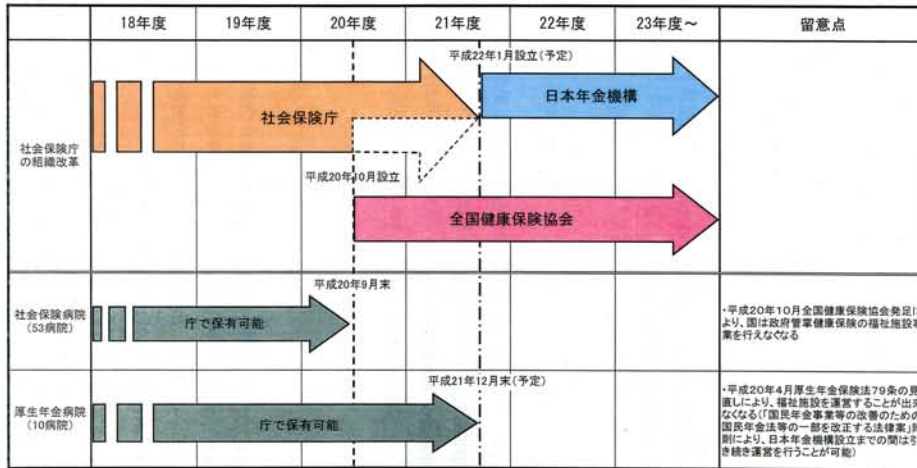 18年度 19年度 20年度 21年度 22年度 23年度～ 留意点
平成22年1月設立(予定)
日本年金機構
社会保険庁
社会保険庁
の組織改革
平成20年10月設立
全国健康保険協会
平成20年9月末
社会保険病院
(53病院)
庁で保有可能
・平成20年10月全国健康保険協会発足に
より、国は政府管掌健康保険の福祉施設事
業を行えなくなる
平成21年12月末(予定)
厚生年金病院
(10病院)
庁で保有可能
・平成20年4月厚生年金保険法79条の見
直しにより、福祉施設を運営することが出来
なくなる(「国民年金事業等の改善のための
国民年金法等の一部を改正する法律案」附
則により、日本年金機構設立までの間は引
き続き運営を行うことが可能)